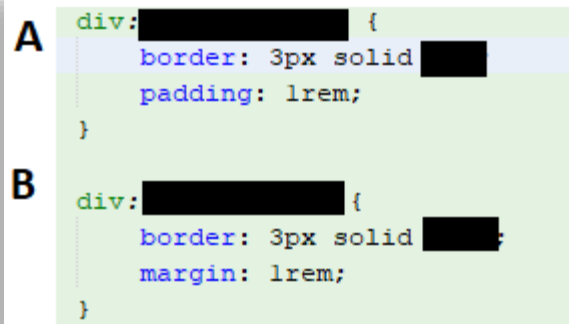 A
div: {
border: 3px solid
padding: 1rem;
}
B
div: {
border: 3px solid ;
margin: 1rem;
}